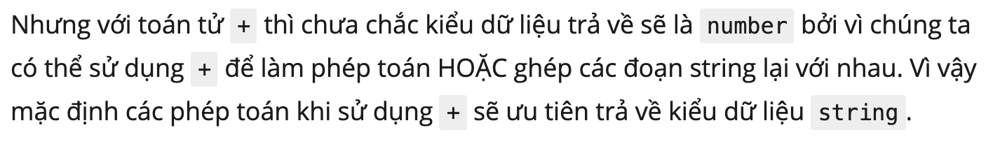 Nhưng với toán tử + thì chưa chắc kiểu dữ liệu trả về sẽ là number bởi vì chúng ta
có thể sử dụng + để làm phép toán HOẶC ghép các đoạn string lại với nhau. Vì vậy
mặc định các phép toán khi sử dụng + sẽ ưu tiên trả về kiểu dữ liệu string.